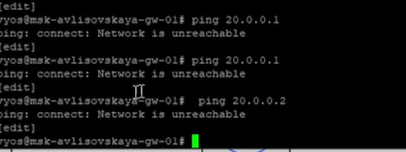 [edit]
vyos@msk-avlisovskaya-gw-01# ping 20.0.0.1
ping: connect: Network is unreachable
[edit]
vyos@msk-avlisovskaya-gw-01# ping 20.0.0.1
ping: connect: Network is unreachable
[edit]
vyos@msk-avlisovskaya-gw-01#  ping 20.0.0.2
ping: connect: Network is unreachable
[edit]
vyos@msk-avlisovskaya-gw-01#